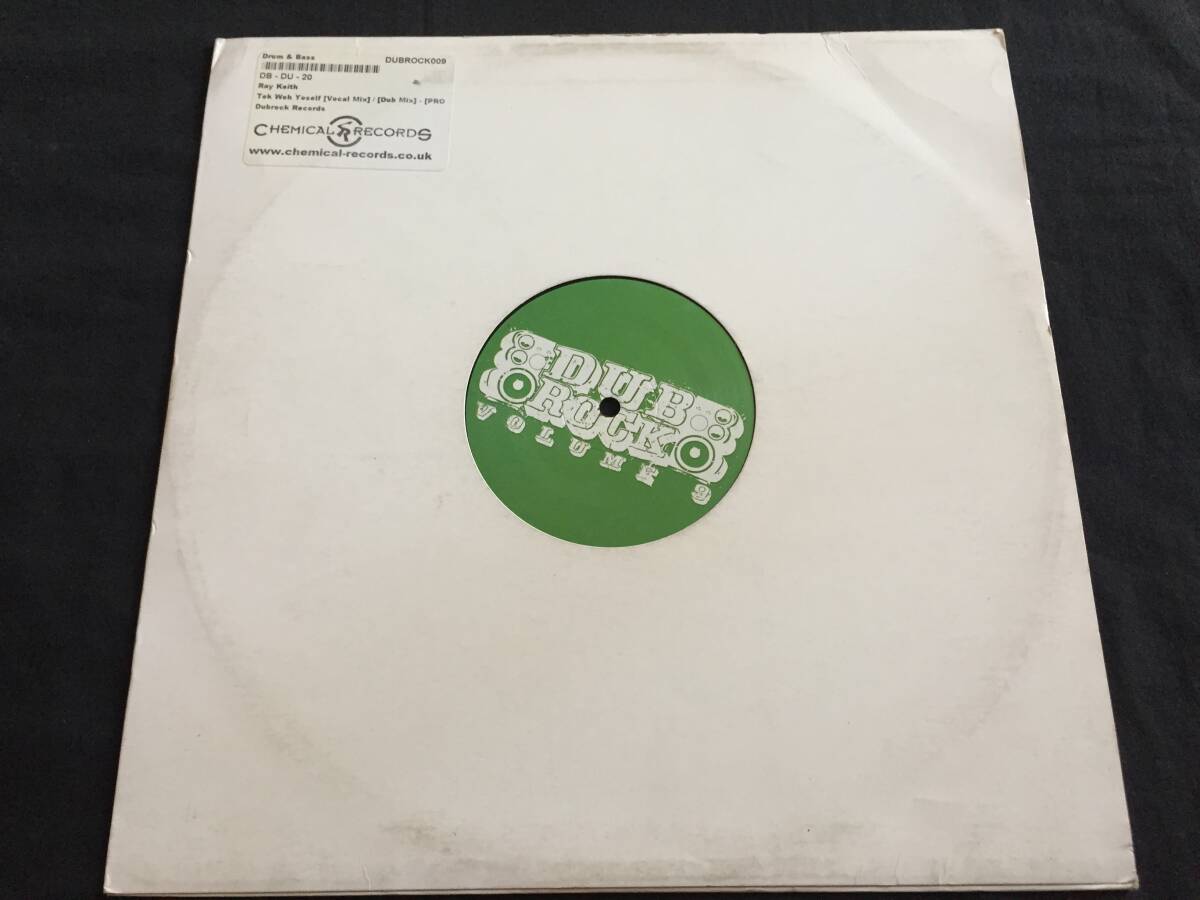 Drum & Bass DUBROCK009
DB - DU - 20
Ray Keith
Tek Weh Yoself [Vocal Mix] / [Dub Mix] - [PRO
Dubrock Records
CHEMICAL RECORDS
www.chemical-records.co.uk
DUB
ROCK
VOLUME 9